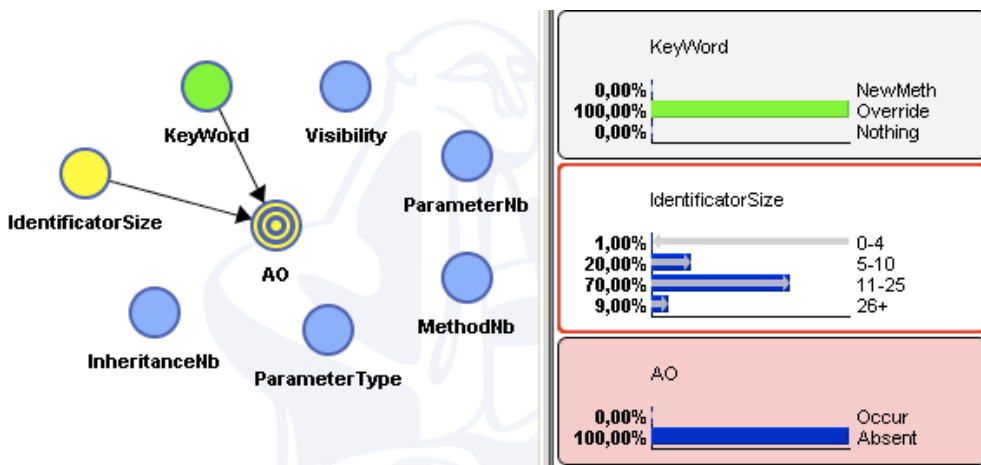 KeyWord
Visibility
ParameterNb
IdentificatorSize
AO
MethodNb
InheritanceNb
ParameterType
KeyWord
0,00% NewMeth
100,00% Override
0,00% Nothing
IdentificatorSize
1,00% 0-4
20,00% 5-10
70,00% 11-25
9,00% 26+
AO
0,00% Occur
100,00% Absent